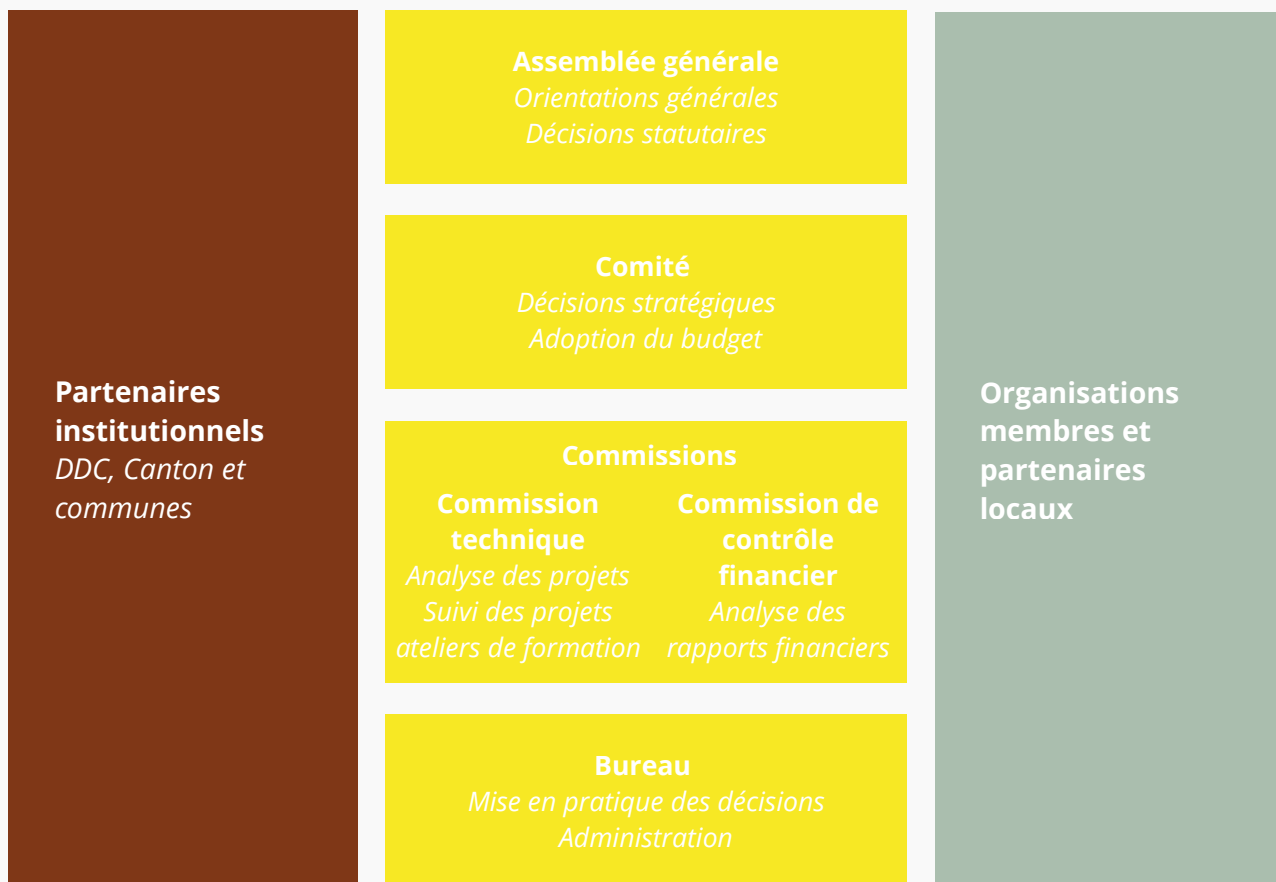 Partenaires
institutionnels
DDC, Canton et
communes
Assemblée générale
Orientations générales
Décisions statutaires
Comité
Décisions stratégiques
Adoption du budget
Commissions
Commission
technique
Analyse des projets
Suivi des projets
ateliers de formation
Commission de
contrôle
financier
Analyse des
rapports financiers
Bureau
Mise en pratique des décisions
Administration
Organisations
membres et
partenaires
locaux